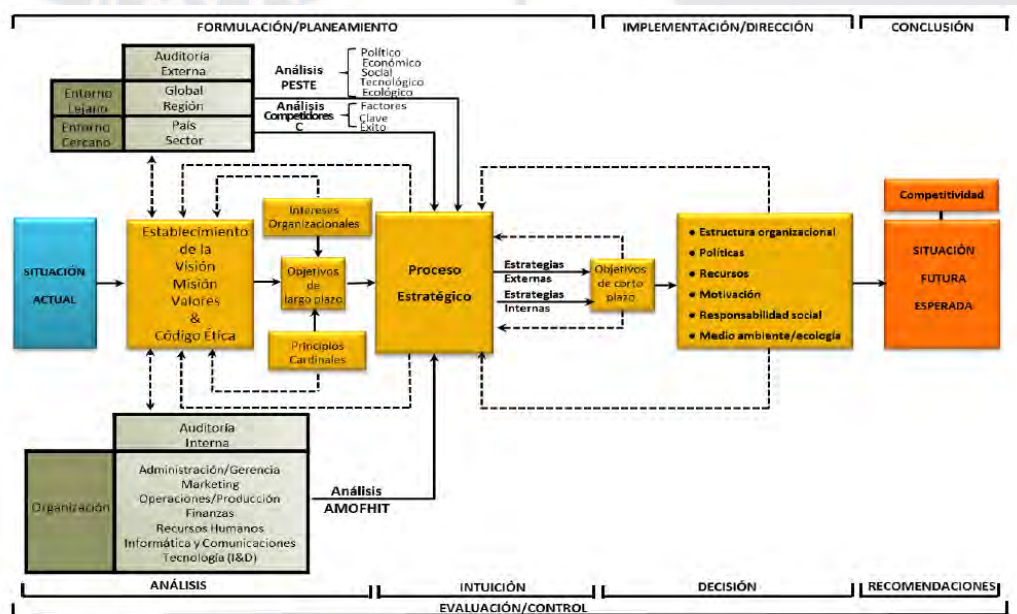 FORMULACIÓN/PLANEAMIENTO
IMPLEMENTACIÓN/DIRECCIÓN
CONCLUSIÓN
Auditoría
Externa
Entorno
Lejano
Global
Región
Entorno
Cercano
País
Sector
Análisis
PESTE
Político
Económico
Social
Tecnológico
Ecológico
Análisis
Competidores
C
Factores
Clave
Éxito
SITUACIÓN
ACTUAL
Establecimiento
de la
Visión
Misión
Valores
&
Código Ética
Intereses
Organizacionales
Objetivos
de
largo plazo
Principios
Cardinales
Proceso
Estratégico
Estrategias
Externas
Estrategias
Internas
Objetivos
de corto
plazo
• Estructura organizacional
• Políticas
• Recursos
• Motivación
• Responsabilidad social
• Medio ambiente/ecología
Competitividad
SITUACIÓN
FUTURA
ESPERADA
Auditoría
Interna
Organización
Administración/Gerencia
Marketing
Operaciones/Producción
Finanzas
Recursos Humanos
Informática y Comunicaciones
Tecnología (I&D)
Análisis
AMOFHIT
ANÁLISIS
INTUICIÓN
DECISIÓN
RECOMENDACIONES
EVALUACIÓN/CONTROL